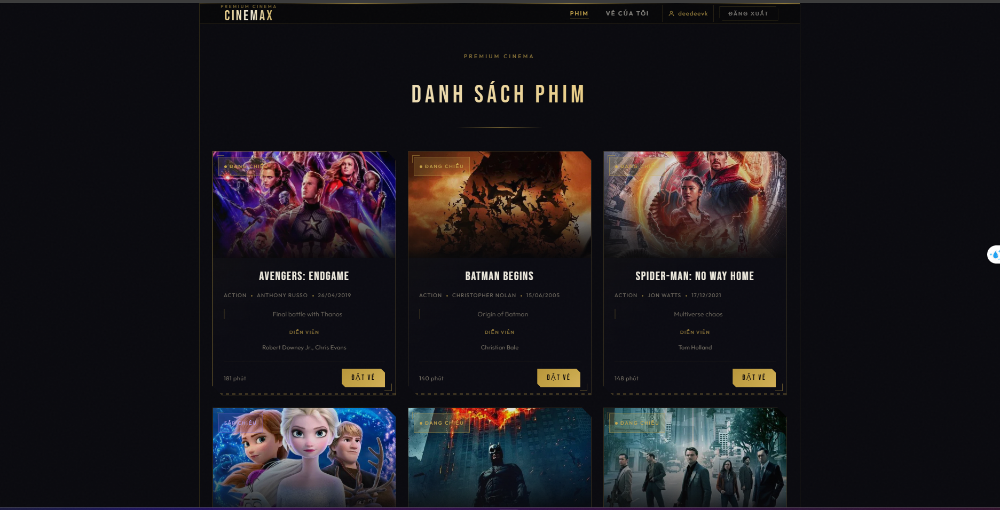 PREMIUM CINEMA
CINEMAX
PHIM
VÉ CỦA TÔI
deedeevk
ĐĂNG XUẤT
PREMIUM CINEMA
DANH SÁCH PHIM
ĐANG CHIẾU
ĐANG CHIẾU
ĐANG CHIẾU
AVENGERS: ENDGAME
BATMAN BEGINS
SPIDER-MAN: NO WAY HOME
ACTION • ANTHONY RUSSO • 26/04/2019
ACTION • CHRISTOPHER NOLAN • 15/06/2005
ACTION • JON WATTS • 17/12/2021
Final battle with Thanos
Origin of Batman
Multiverse chaos
DIỄN VIÊN
DIỄN VIÊN
DIỄN VIÊN
Robert Downey Jr., Chris Evans
Christian Bale
Tom Holland
181 phút
ĐẶT VÉ
140 phút
ĐẶT VÉ
148 phút
ĐẶT VÉ
SẮP CHIẾU
ĐANG CHIẾU
ĐANG CHIẾU